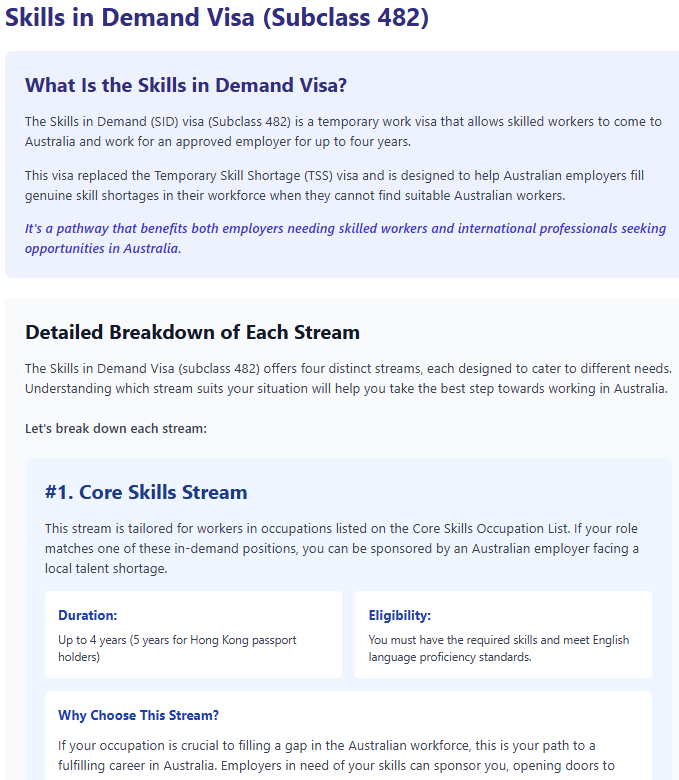 Skills in Demand Visa (Subclass 482)
What Is the Skills in Demand Visa?
The Skills in Demand (SID) visa (Subclass 482) is a temporary work visa that allows skilled workers to come to
Australia and work for an approved employer for up to four years.
This visa replaced the Temporary Skill Shortage (TSS) visa and is designed to help Australian employers fill
genuine skill shortages in their workforce when they cannot find suitable Australian workers.
It's a pathway that benefits both employers needing skilled workers and international professionals seeking
opportunities in Australia.
Detailed Breakdown of Each Stream
The Skills in Demand Visa (subclass 482) offers four distinct streams, each designed to cater to different needs.
Understanding which stream suits your situation will help you take the best step towards working in Australia.
Let's break down each stream:
#1. Core Skills Stream
This stream is tailored for workers in occupations listed on the Core Skills Occupation List. If your role
matches one of these in-demand positions, you can be sponsored by an Australian employer facing a
local talent shortage.
Duration:
Up to 4 years (5 years for Hong Kong passport
holders)
Eligibility:
You must have the required skills and meet English
language proficiency standards.
Why Choose This Stream?
If your occupation is crucial to filling a gap in the Australian workforce, this is your path to a
fulfilling career in Australia. Employers in need of your skills can sponsor you, opening doors to